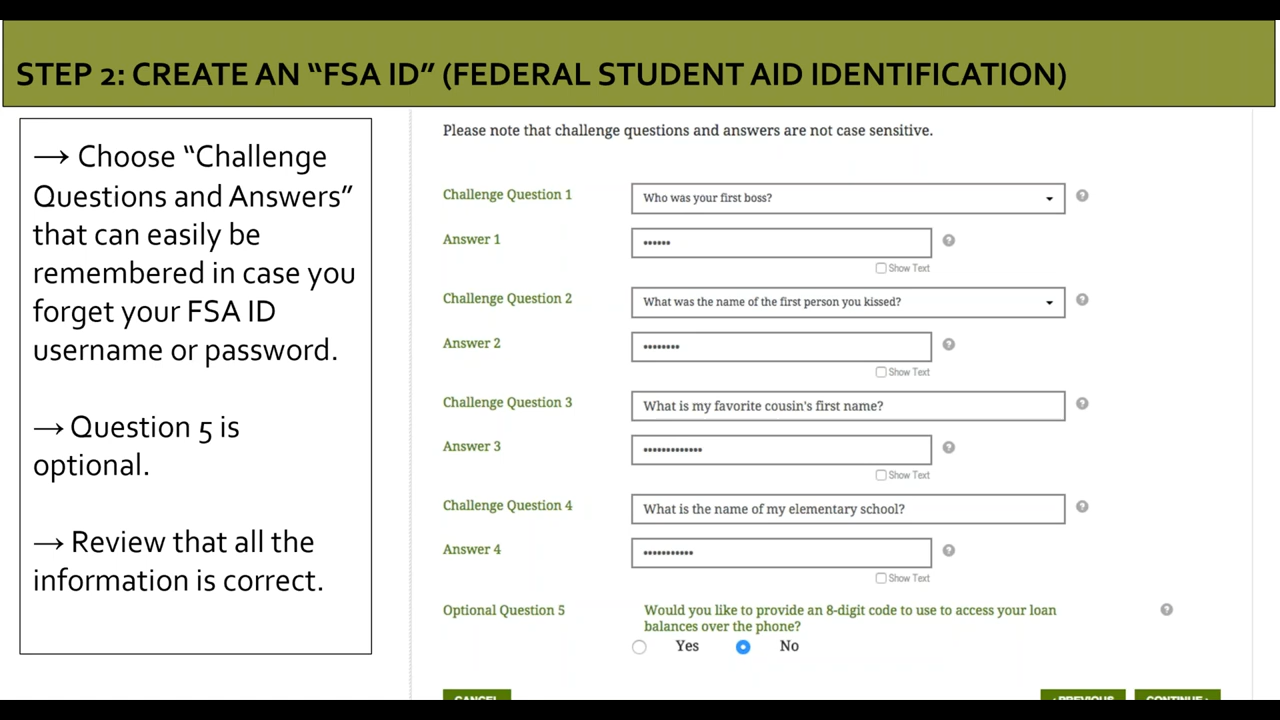 STEP 2: CREATE AN “FSA ID” (FEDERAL STUDENT AID IDENTIFICATION)
→ Choose “Challenge
Questions and Answers”
that can easily be
remembered in case you
forget your FSA ID
username or password.
→ Question 5 is
optional.
→ Review that all the
information is correct.
Please note that challenge questions and answers are not case sensitive.
Challenge Question 1 Who was your first boss?
Answer 1 ••••••
Show Text
Challenge Question 2 What was the name of the first person you kissed?
Answer 2 ••••••••
Show Text
Challenge Question 3 What is my favorite cousin's first name?
Answer 3 •••••••••••••
Show Text
Challenge Question 4 What is the name of my elementary school?
Answer 4 •••••••••••
Show Text
Optional Question 5 Would you like to provide an 8-digit code to use to access your loan
balances over the phone?
Yes No
CANCEL ‹ PREVIOUS CONTINUE ›